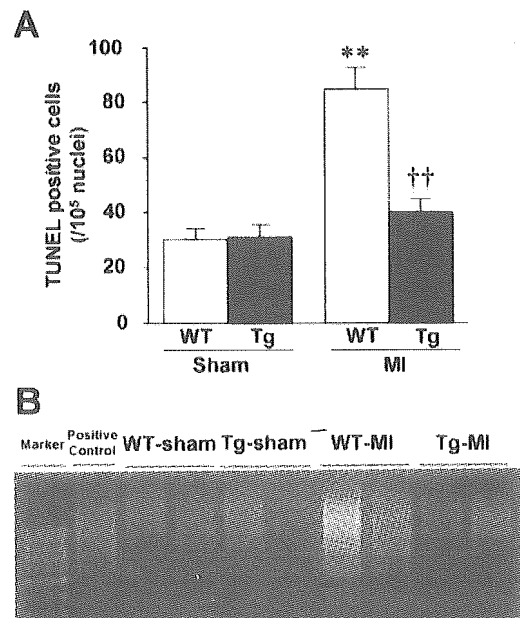 A
TUNEL positive cells
(/10⁵ nuclei)
100
80
60
40
20
0
**
††
WT Tg WT Tg
Sham MI
B
Marker Positive Control WT-sham Tg-sham WT-MI Tg-MI